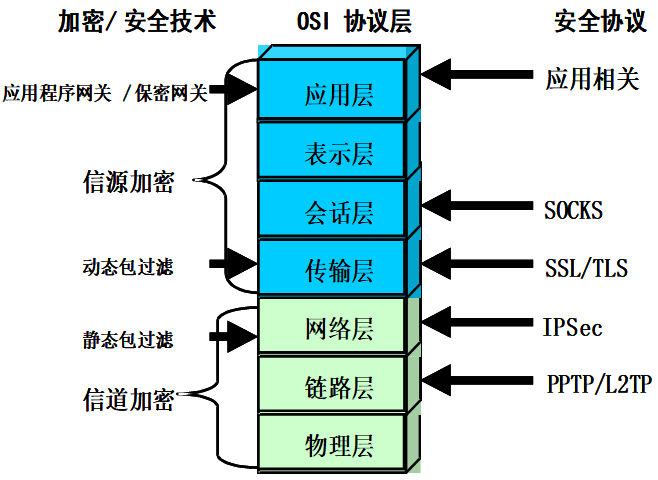 加密/安全技术 OSI 协议层 安全协议
应用程序网关 /保密网关 应用层 应用相关
表示层
信源加密
会话层 SOCKS
动态包过滤 传输层 SSL/TLS
静态包过滤 网络层 IPSec
信道加密 链路层 PPTP/L2TP
物理层